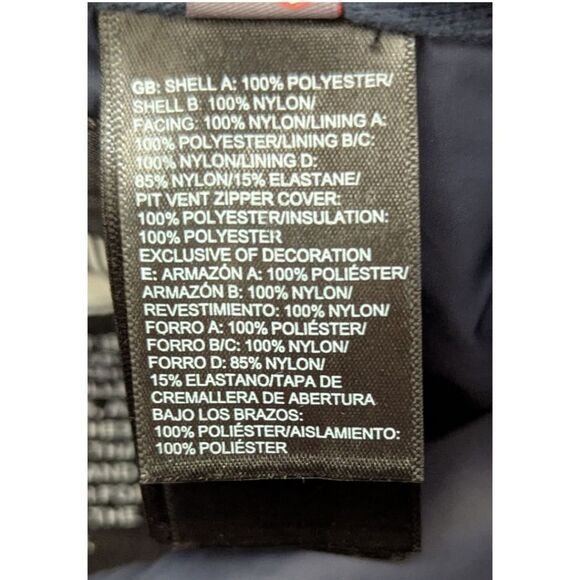 GB: SHELL A: 100% POLYESTER/
SHELL B: 100% NYLON/
FACING: 100% NYLON/LINING A:
100% POLYESTER/LINING B/C:
100% NYLON/LINING D:
85% NYLON/15% ELASTANE/
PIT VENT ZIPPER COVER:
100% POLYESTER/INSULATION:
100% POLYESTER
EXCLUSIVE OF DECORATION
E: ARMAZÓN A: 100% POLIÉSTER/
ARMAZÓN B: 100% NYLON/
REVESTIMIENTO: 100% NYLON/
FORRO A: 100% POLIÉSTER/
FORRO B/C: 100% NYLON/
FORRO D: 85% NYLON/
15% ELASTANO/TAPA DE
CREMALLERA DE ABERTURA
BAJO LOS BRAZOS:
100% POLIÉSTER/AISLAMIENTO:
100% POLIÉSTER